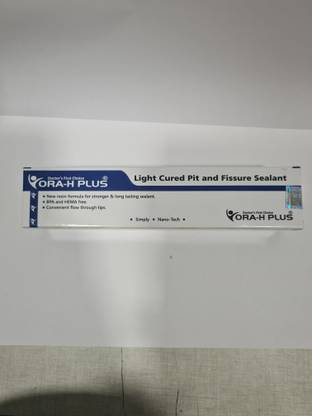 Doctor's First Choice
ORA-H PLUS®
Light Cured Pit and Fissure Sealant
• New resin formula for stronger & long lasting sealant.
• BPA and HEMA free.
• Convenient flow through tips.
• Simply • Nano-Tech •
Doctor's First Choice
ORA-H PLUS®